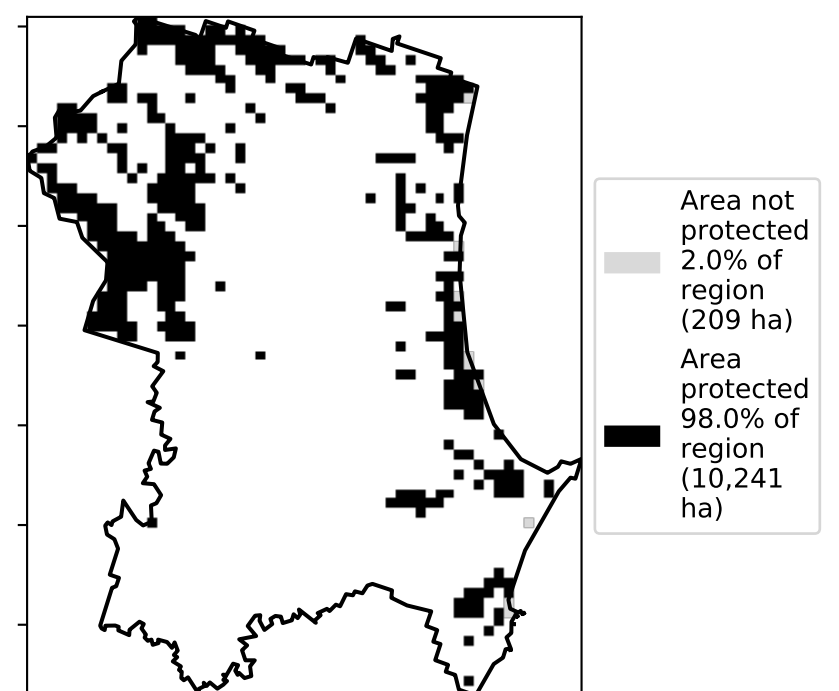 Area not
protected
2.0% of
region
(209 ha)
Area
protected
98.0% of
region
(10,241
ha)